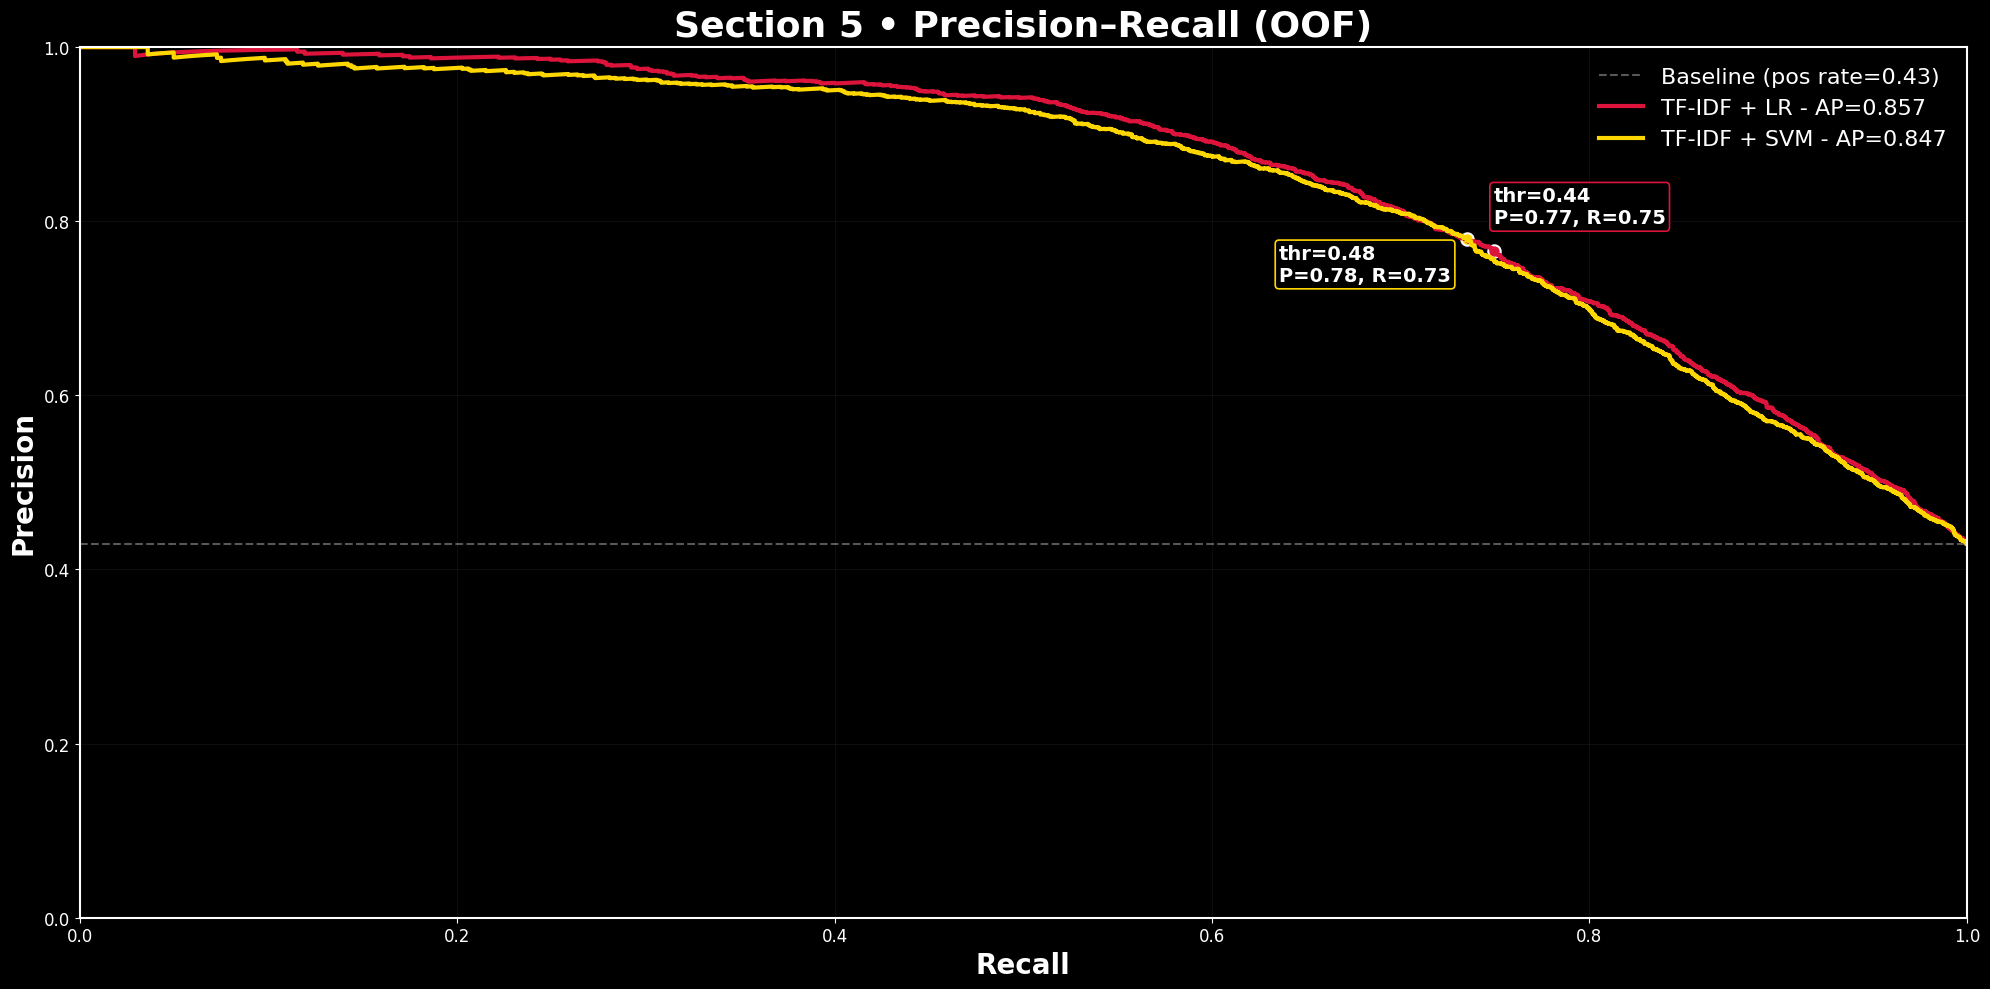 Section 5 • Precision–Recall (OOF)
Baseline (pos rate=0.43)
TF-IDF + LR - AP=0.857
TF-IDF + SVM - AP=0.847
thr=0.44
P=0.77, R=0.75
thr=0.48
P=0.78, R=0.73
Precision
1.0
0.8
0.6
0.4
0.2
0.0
0.0 0.2 0.4 0.6 0.8 1.0
Recall